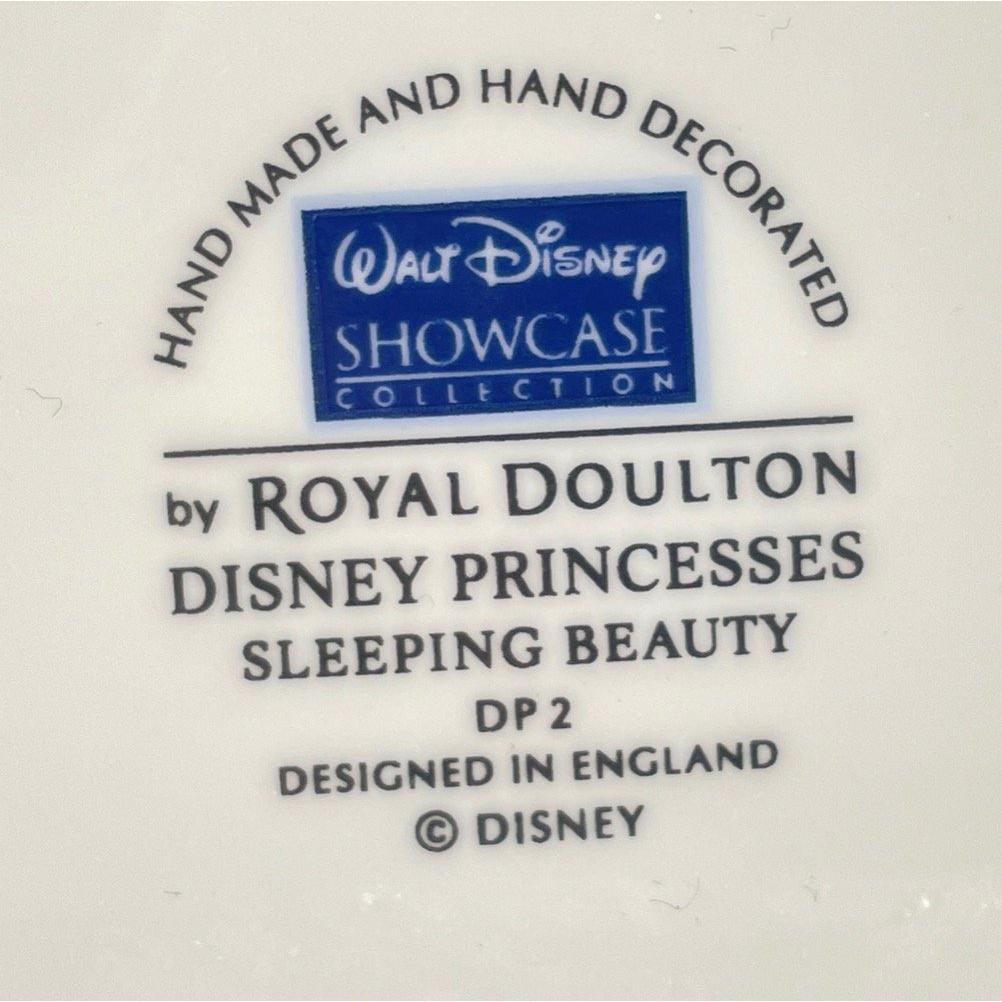 HAND MADE AND HAND DECORATED
WALT DISNEY
SHOWCASE
COLLECTION
by ROYAL DOULTON
DISNEY PRINCESSES
SLEEPING BEAUTY
DP 2
DESIGNED IN ENGLAND
© DISNEY